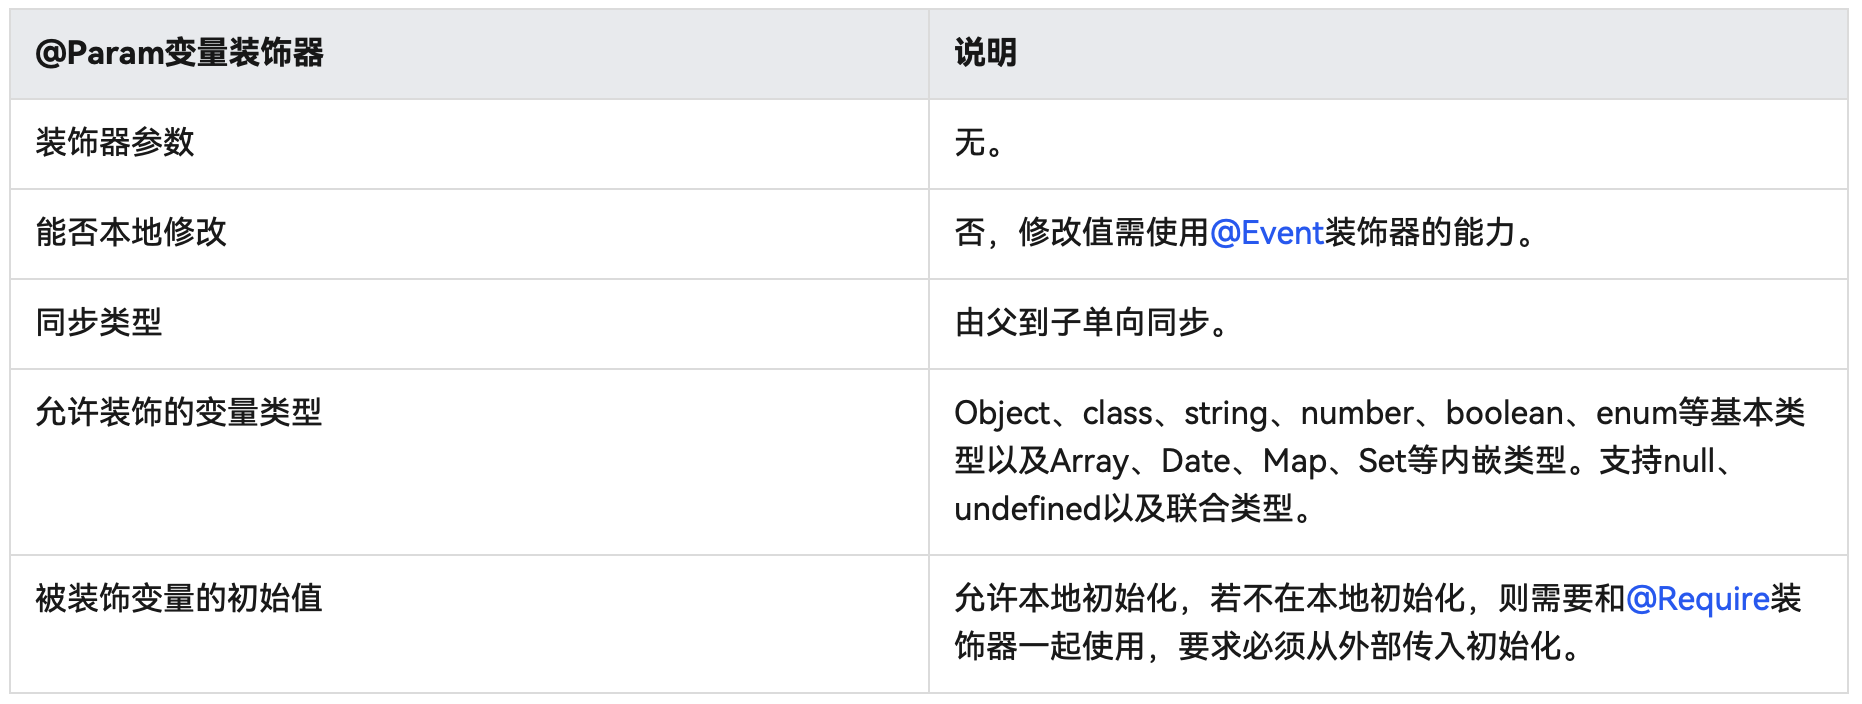 @Param变量装饰器
说明
装饰器参数
无。
能否本地修改
否，修改值需使用@Event装饰器的能力。
同步类型
由父到子单向同步。
允许装饰的变量类型
Object、class、string、number、boolean、enum等基本类
型以及Array、Date、Map、Set等内嵌类型。支持null、
undefined以及联合类型。
被装饰变量的初始值
允许本地初始化，若不在本地初始化，则需要和@Require装
饰器一起使用，要求必须从外部传入初始化。